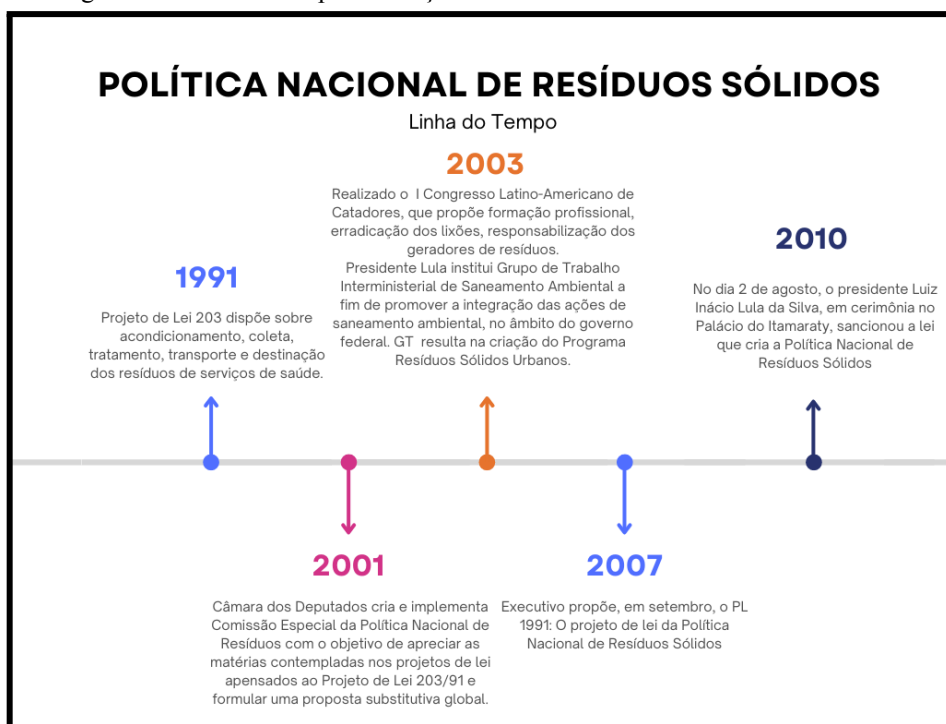 POLÍTICA NACIONAL DE RESÍDUOS SÓLIDOS
Linha do Tempo
1991
Projeto de Lei 203 dispõe sobre
acondicionamento, coleta,
tratamento, transporte e destinação
dos resíduos de serviços de saúde.
2001
Câmara dos Deputados cria e implementa
Comissão Especial da Política Nacional de
Resíduos com o objetivo de apreciar as
matérias contempladas nos projetos de lei
apensados ao Projeto de Lei 203/91 e
formular uma proposta substitutiva global.
2003
Realizado o I Congresso Latino-Americano de
Catadores, que propõe formação profissional,
erradicação dos lixões, responsabilização dos
geradores de resíduos.
Presidente Lula institui Grupo de Trabalho
Interministerial de Saneamento Ambiental a
fim de promover a integração das ações de
saneamento ambiental, no âmbito do governo
federal. GT resulta na criação do Programa
Resíduos Sólidos Urbanos.
2007
Executivo propõe, em setembro, o PL
1991: O projeto de lei da Política
Nacional de Resíduos Sólidos
2010
No dia 2 de agosto, o presidente Luiz
Inácio Lula da Silva, em cerimônia no
Palácio do Itamaraty, sancionou a lei
que cria a Política Nacional de
Resíduos Sólidos